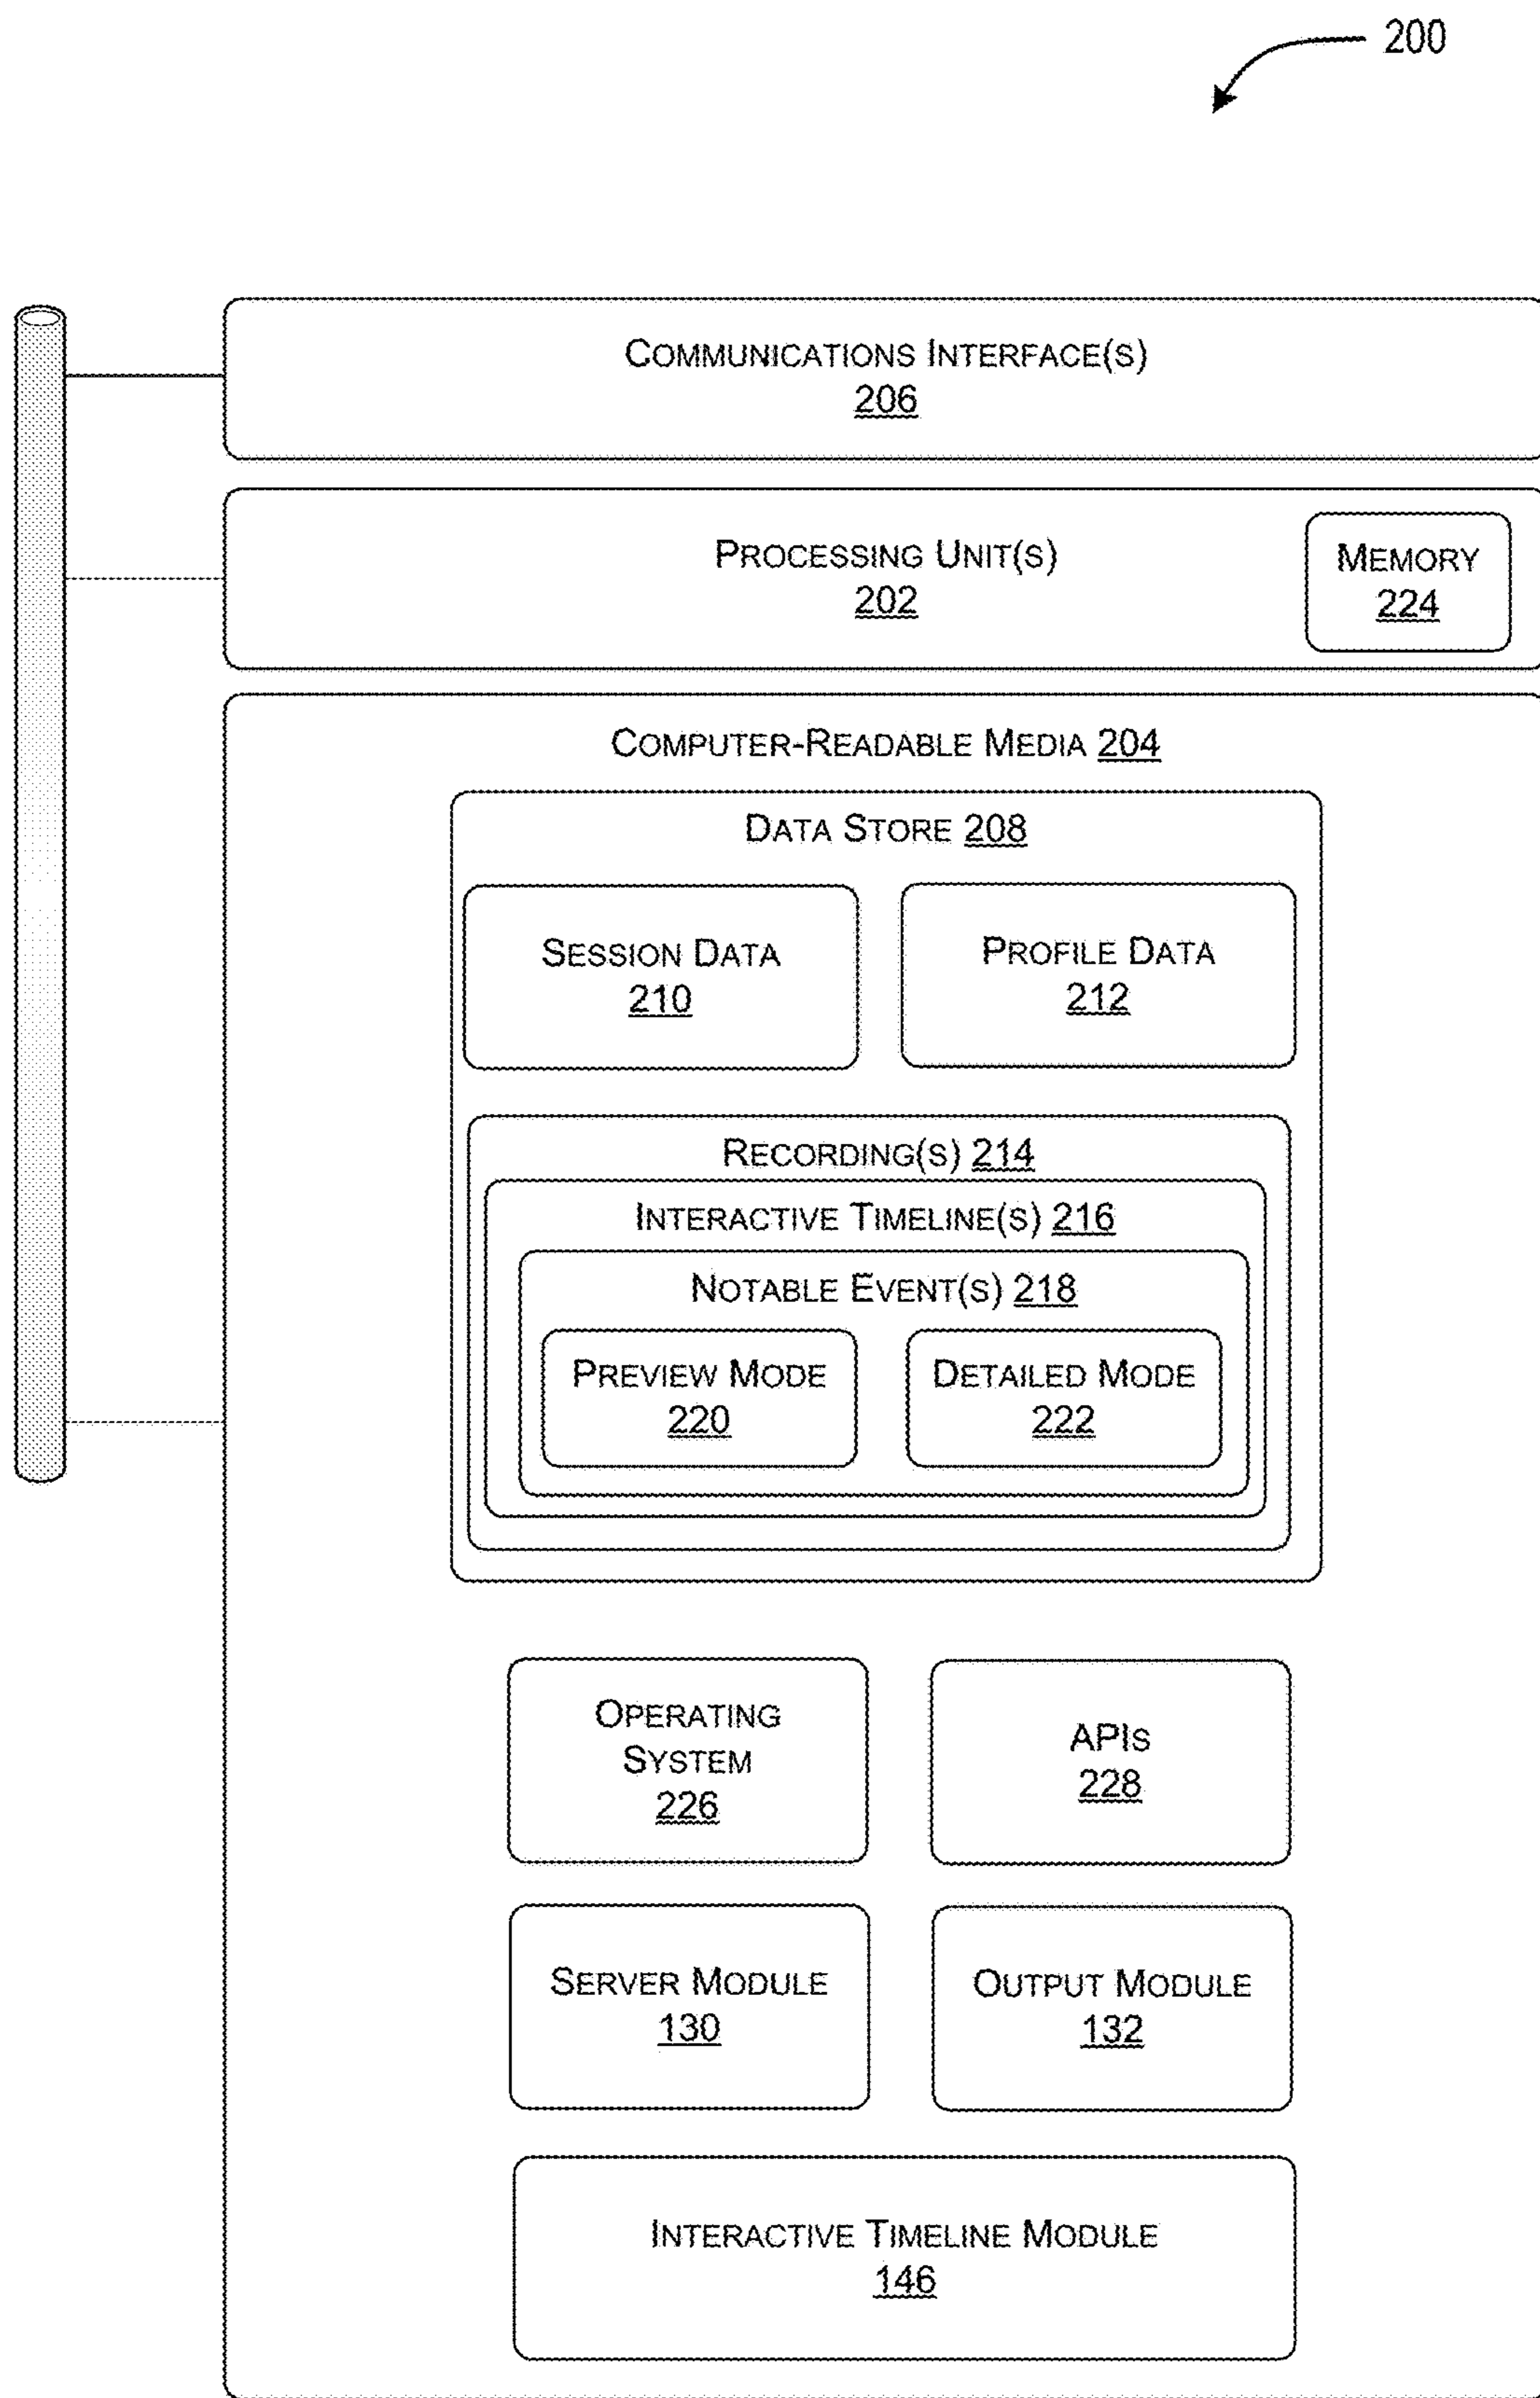 200
COMMUNICATIONS INTERFACE(S)
206
PROCESSING UNIT(S)
202
MEMORY
224
COMPUTER-READABLE MEDIA 204
DATA STORE 208
SESSION DATA
210
PROFILE DATA
212
RECORDING(S) 214
INTERACTIVE TIMELINE(S) 216
NOTABLE EVENT(S) 218
PREVIEW MODE
220
DETAILED MODE
222
OPERATING
SYSTEM
226
APIS
228
SERVER MODULE
130
OUTPUT MODULE
132
INTERACTIVE TIMELINE MODULE
146